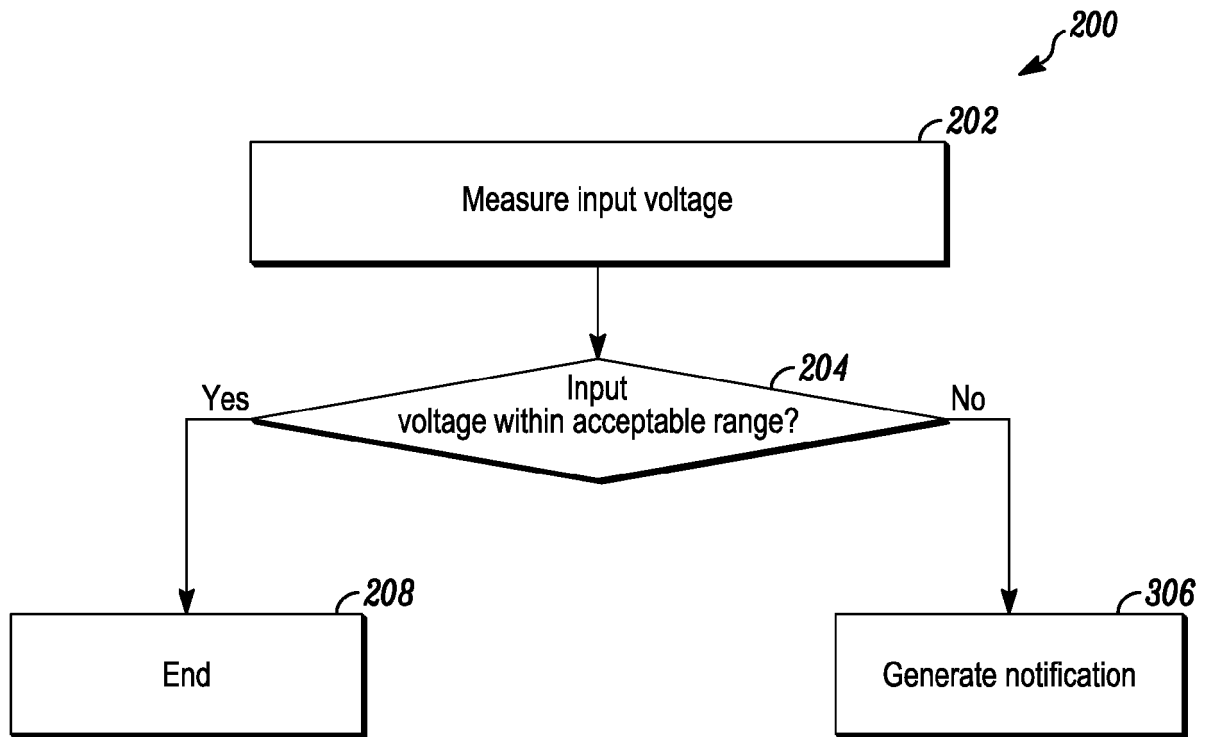 200
202
Measure input voltage
204
Input
voltage within acceptable range?
Yes
No
208
End
306
Generate notification